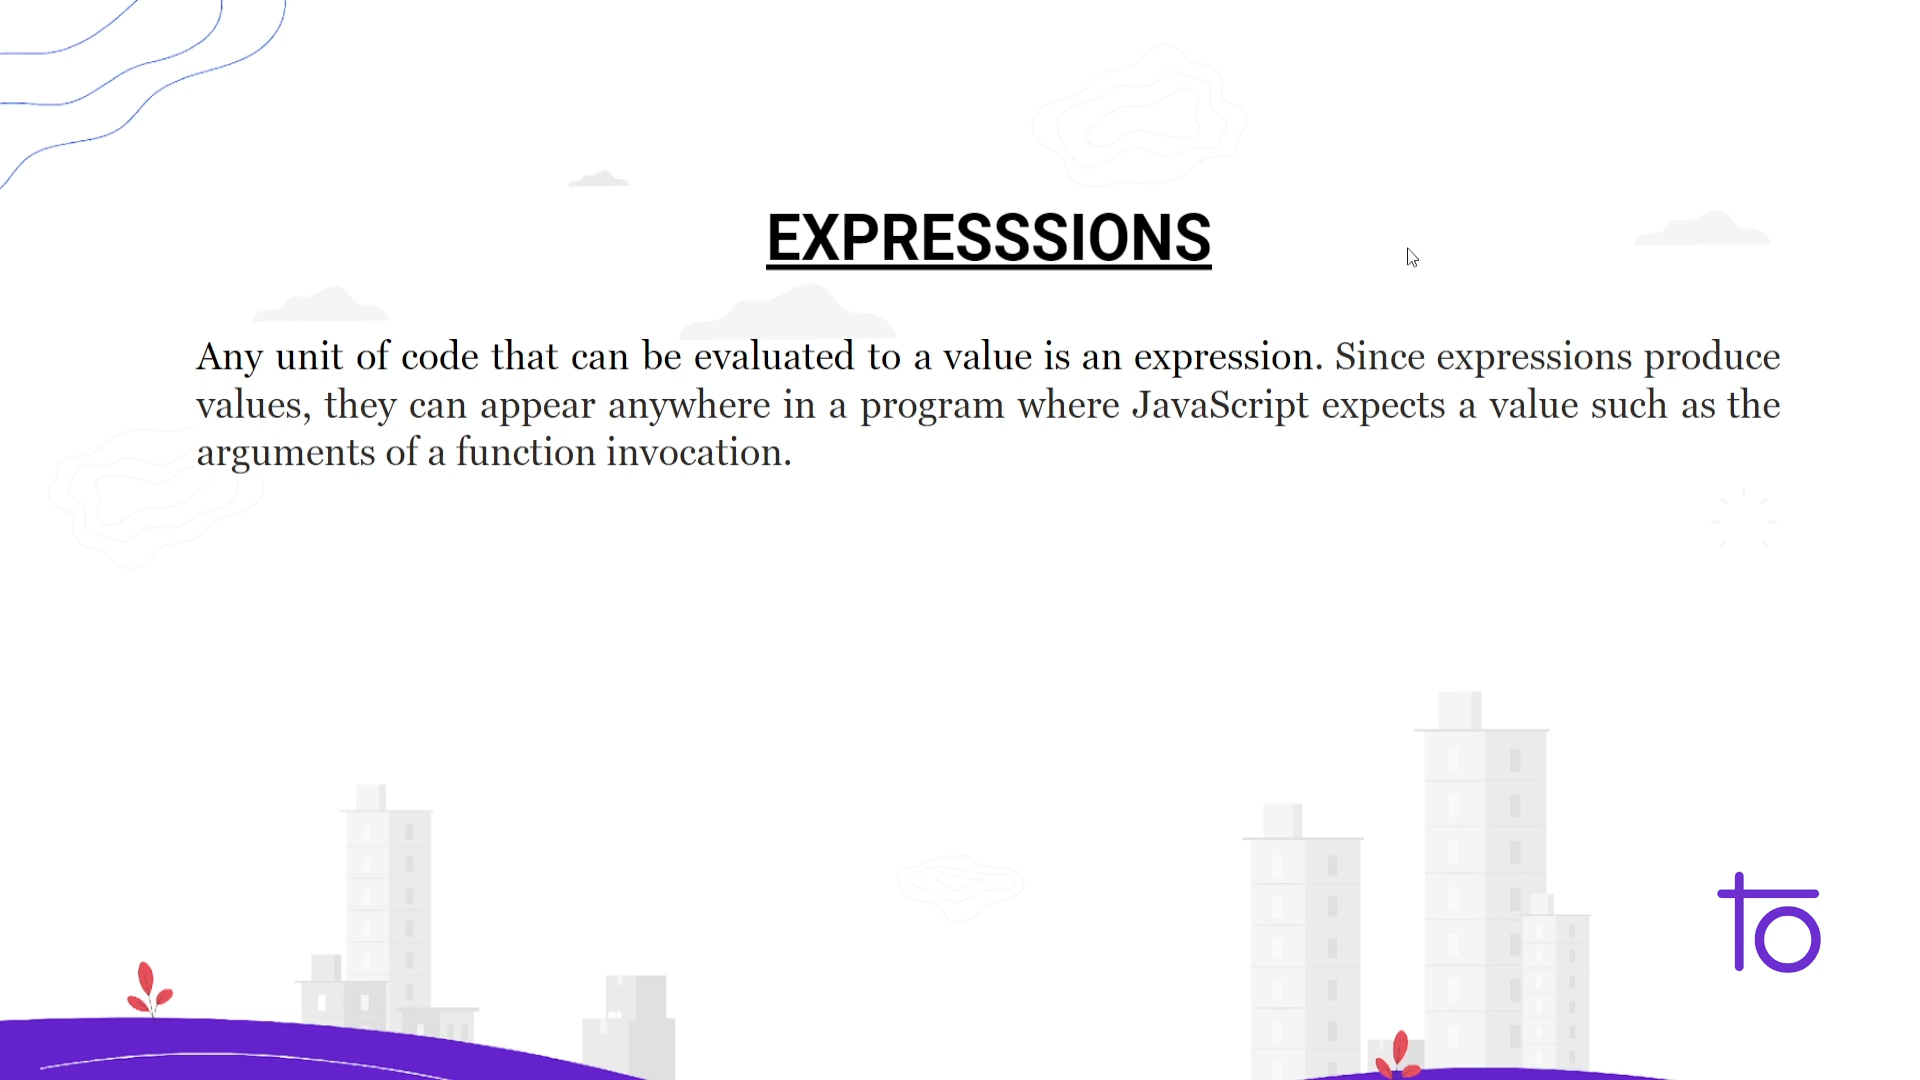 EXPRESSSIONS
Any unit of code that can be evaluated to a value is an expression. Since expressions produce
values, they can appear anywhere in a program where JavaScript expects a value such as the
arguments of a function invocation.
to